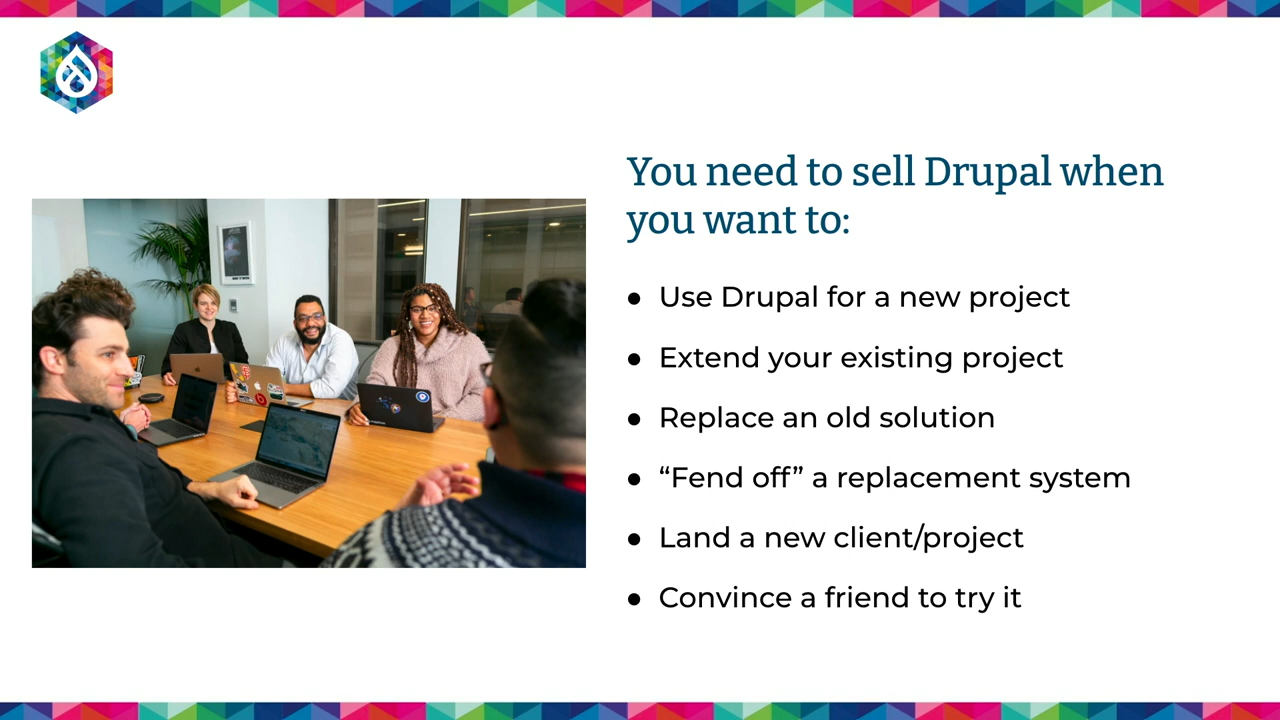 You need to sell Drupal when
you want to:
● Use Drupal for a new project
● Extend your existing project
● Replace an old solution
● “Fend off” a replacement system
● Land a new client/project
● Convince a friend to try it